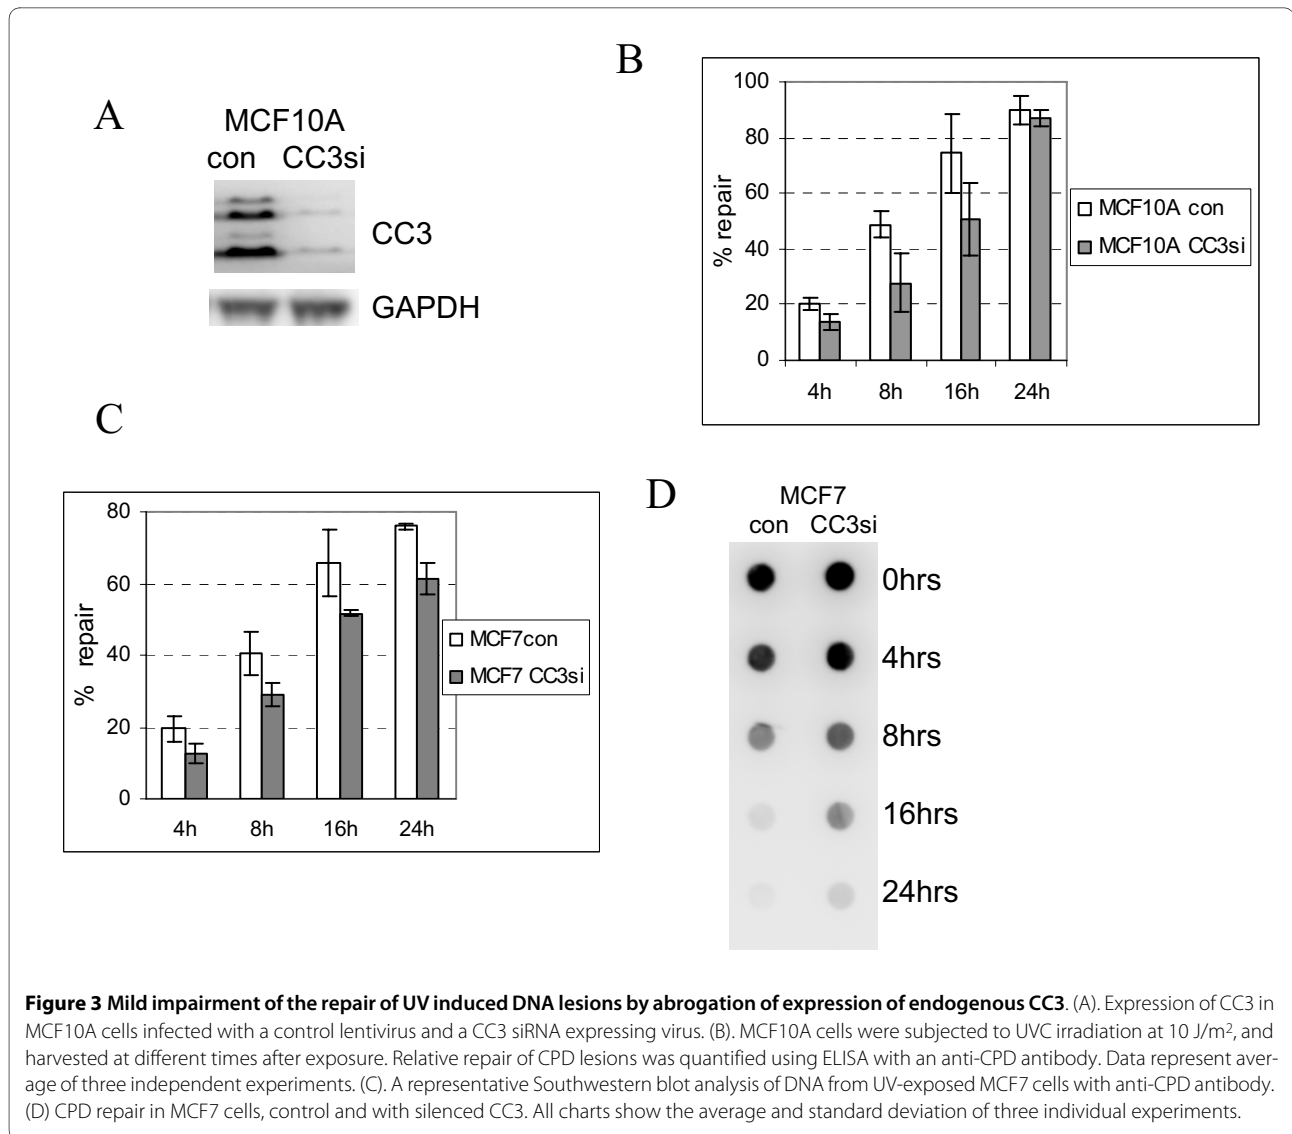 A
MCF10A
con CC3si
CC3
GAPDH
B
100
80
60
40
20
0
% repair
4h 8h 16h 24h
MCF10A con
MCF10A CC3si
C
80
60
40
20
0
% repair
4h 8h 16h 24h
MCF7con
MCF7 CC3si
D
MCF7
con CC3si
0hrs
4hrs
8hrs
16hrs
24hrs
Figure 3 Mild impairment of the repair of UV induced DNA lesions by abrogation of expression of endogenous CC3. (A). Expression of CC3 in
MCF10A cells infected with a control lentivirus and a CC3 siRNA expressing virus. (B). MCF10A cells were subjected to UVC irradiation at 10 J/m², and
harvested at different times after exposure. Relative repair of CPD lesions was quantified using ELISA with an anti-CPD antibody. Data represent aver-
age of three independent experiments. (C). A representative Southwestern blot analysis of DNA from UV-exposed MCF7 cells with anti-CPD antibody.
(D) CPD repair in MCF7 cells, control and with silenced CC3. All charts show the average and standard deviation of three individual experiments.